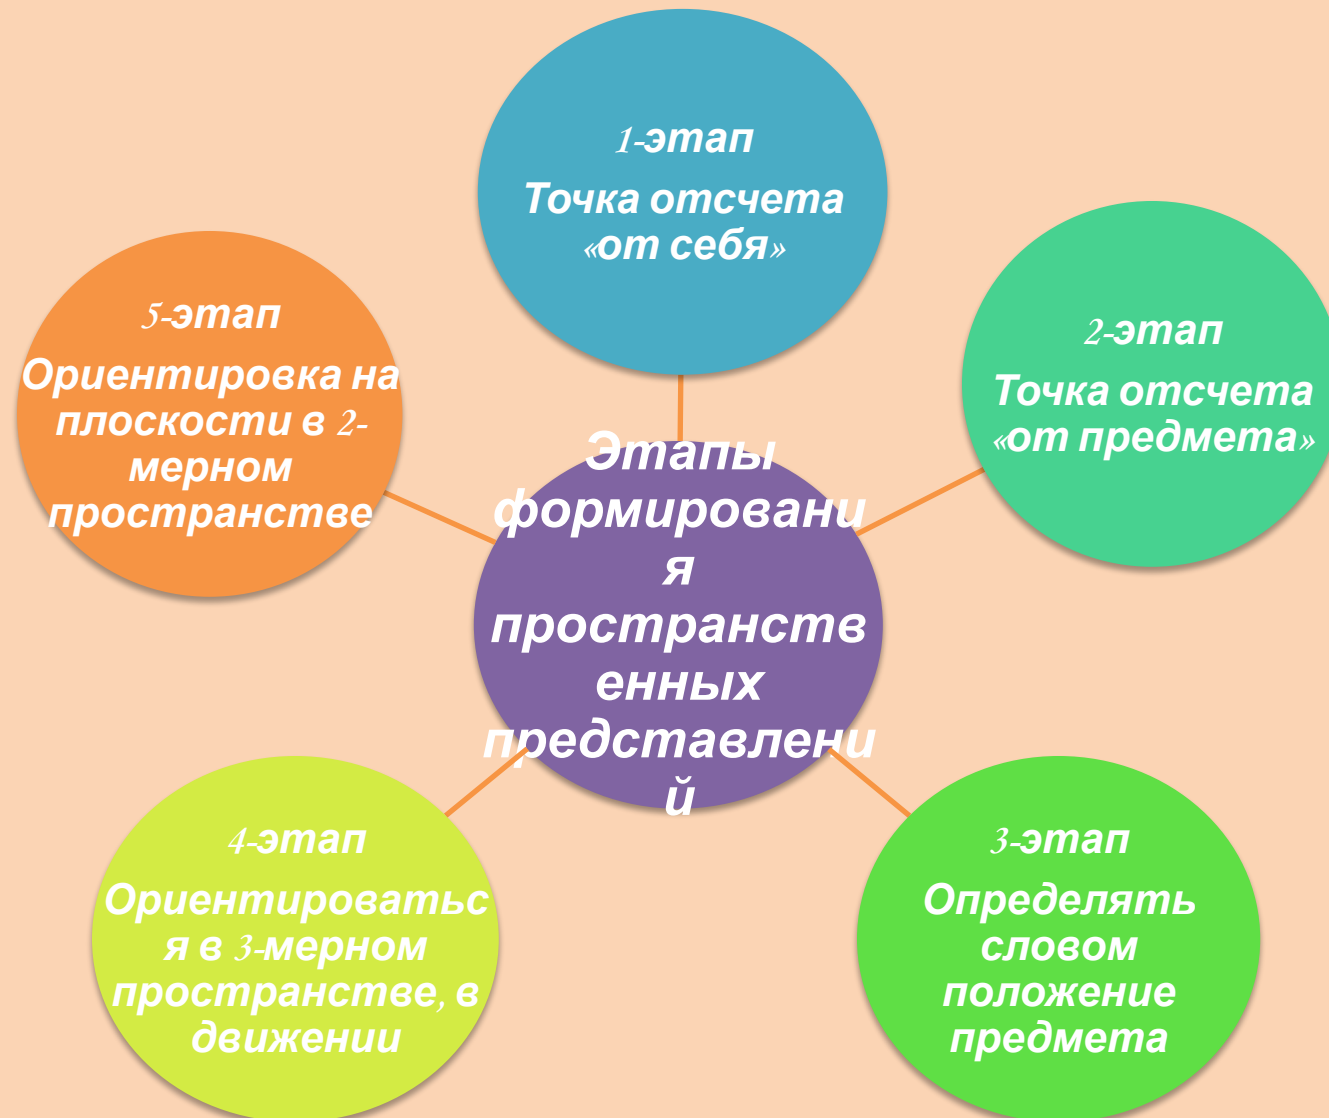 1-этап
Точка отсчета
«от себя»
2-этап
Точка отсчета
«от предмета»
3-этап
Определять
словом
положение
предмета
4-этап
Ориентироватьс
я в 3-мерном
пространстве, в
движении
5-этап
Ориентировка на
плоскости в 2-
мерном
пространстве
Этапы
формировани
я
пространств
енных
представлени
й